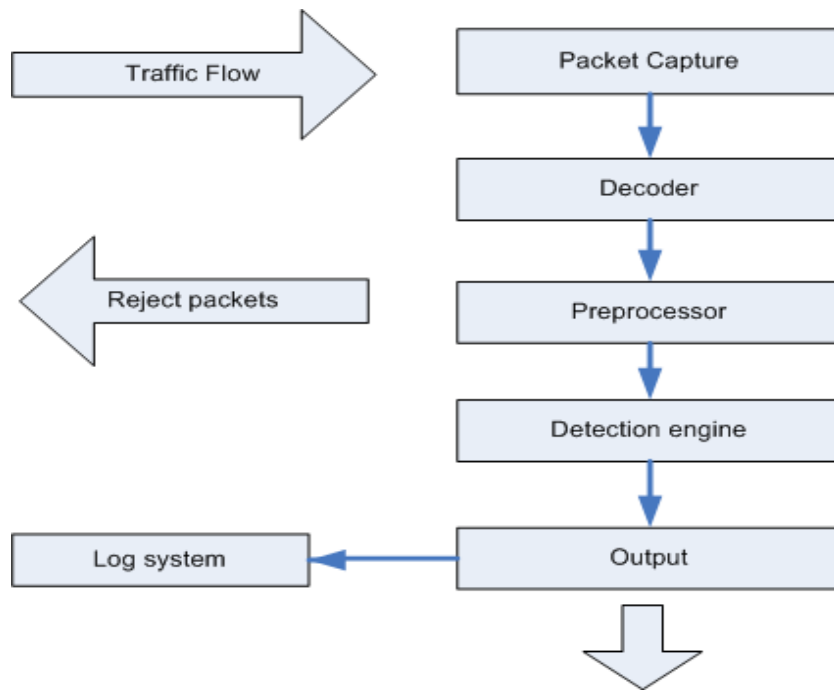 Traffic Flow
Packet Capture
Decoder
Reject packets
Preprocessor
Detection engine
Log system
Output